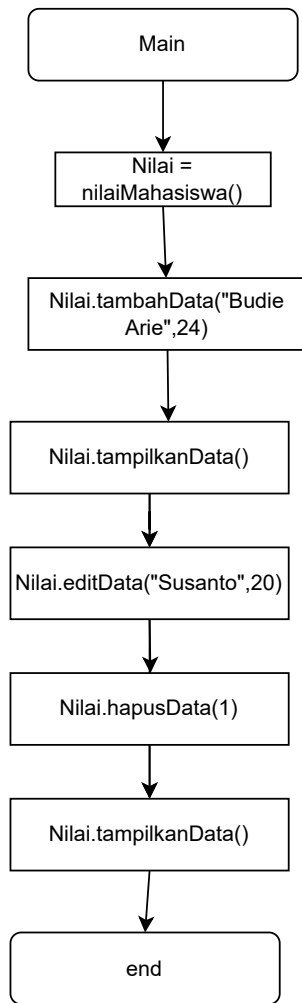 Main
Nilai =
nilaiMahasiswa()
Nilai.tambahData("Budie
Arie",24)
Nilai.tampilkanData()
Nilai.editData("Susanto",20)
Nilai.hapusData(1)
Nilai.tampilkanData()
end